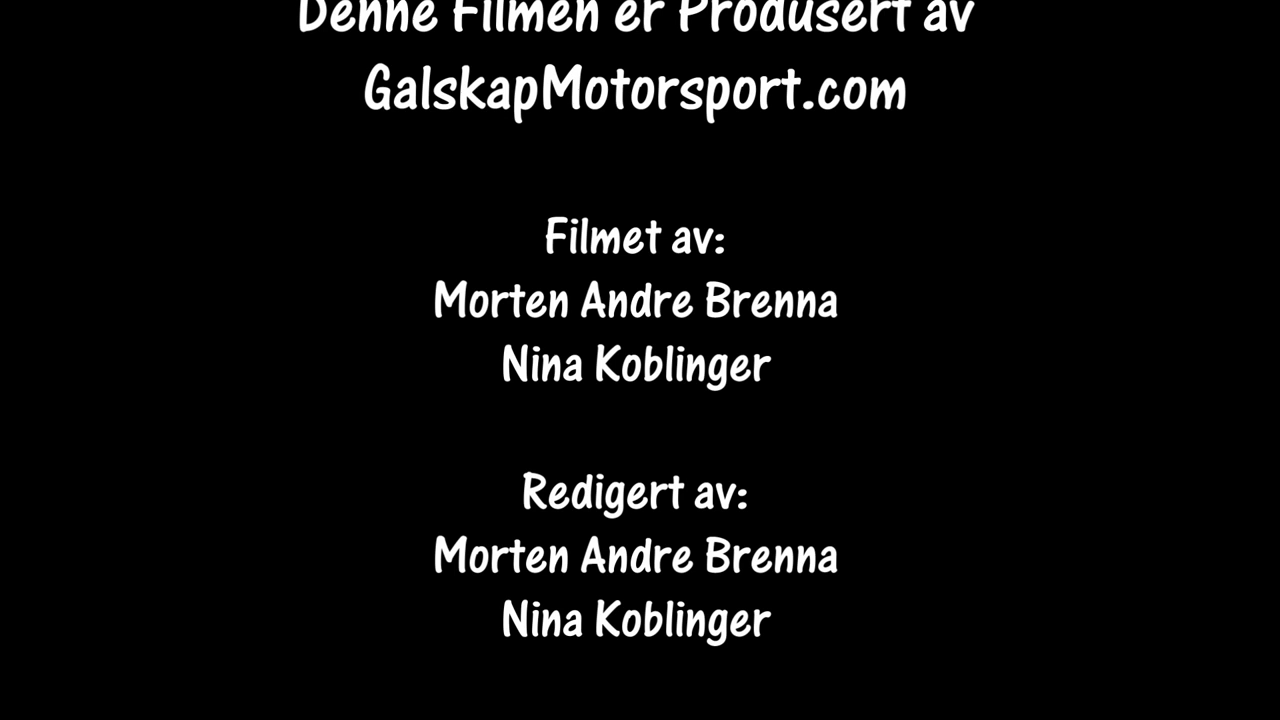 Denne Filmen er Produsert av
GalskapMotorsport.com
Filmet av:
Morten Andre Brenna
Nina Koblinger
Redigert av:
Morten Andre Brenna
Nina Koblinger